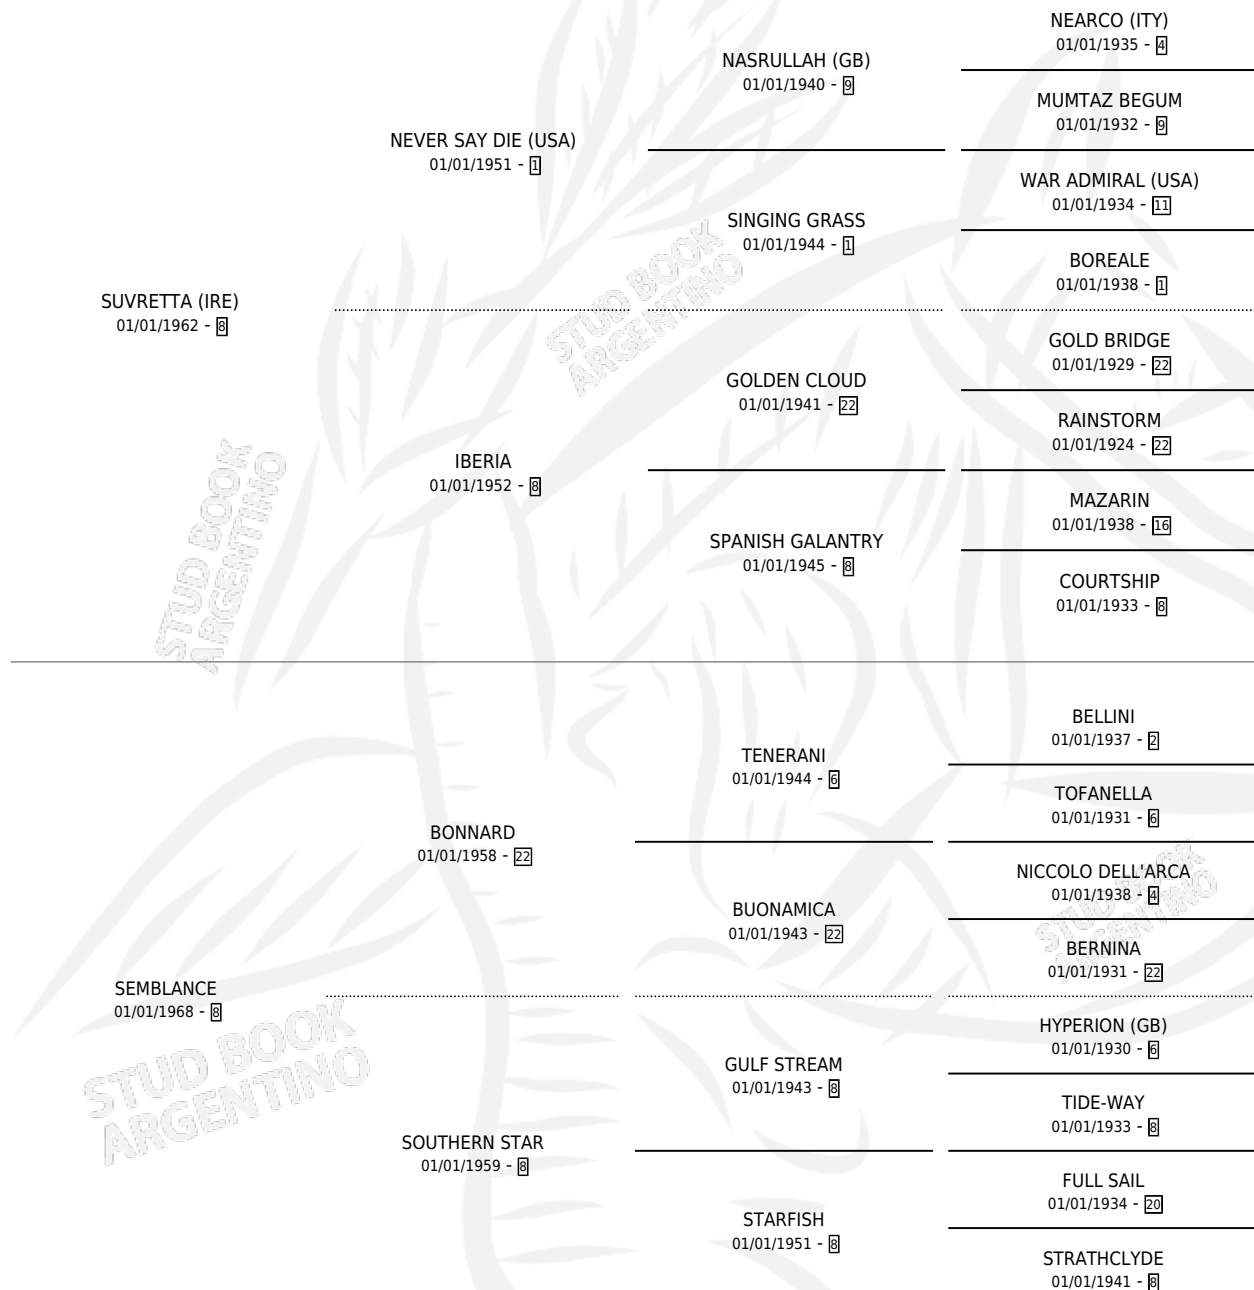 NEARCO (ITY)
01/01/1935 - 4
NASRULLAH (GB)
01/01/1940 - 9
MUMTAZ BEGUM
01/01/1932 - 9
NEVER SAY DIE (USA)
01/01/1951 - 1
WAR ADMIRAL (USA)
01/01/1934 - 11
SINGING GRASS
01/01/1944 - 1
BOREALE
01/01/1938 - 1
SUVRETTA (IRE)
01/01/1962 - 8
GOLD BRIDGE
01/01/1929 - 22
GOLDEN CLOUD
01/01/1941 - 22
RAINSTORM
01/01/1924 - 22
IBERIA
01/01/1952 - 8
MAZARIN
01/01/1938 - 16
SPANISH GALANTRY
01/01/1945 - 8
COURTSHIP
01/01/1933 - 8
BELLINI
01/01/1937 - 2
TENERANI
01/01/1944 - 6
TOFANELLA
01/01/1931 - 6
BONNARD
01/01/1958 - 22
NICCOLO DELL'ARCA
01/01/1938 - 4
BUONAMICA
01/01/1943 - 22
BERNINA
01/01/1931 - 22
SEMBLANCE
01/01/1968 - 8
HYPERION (GB)
01/01/1930 - 6
GULF STREAM
01/01/1943 - 8
TIDE-WAY
01/01/1933 - 8
SOUTHERN STAR
01/01/1959 - 8
FULL SAIL
01/01/1934 - 20
STARFISH
01/01/1951 - 8
STRATHCLYDE
01/01/1941 - 8
STUD BOOK
ARGENTINO
STUD BOOK
ARGENTINO
STUD BOOK
ARGENTINO
STUD BOOK
ARGENTINO